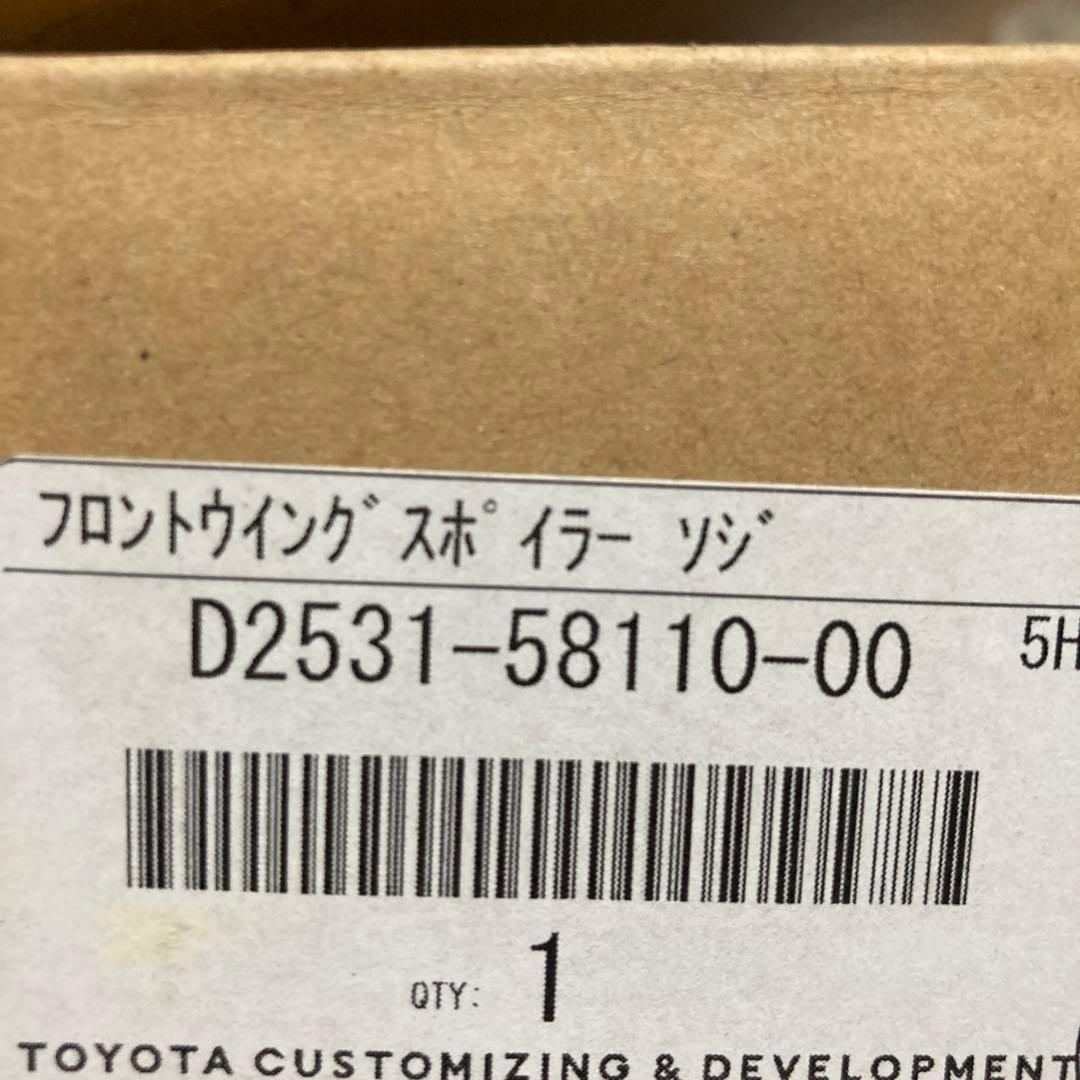 フロントウイングスポイラー ソジ
D2531-58110-00
5H
QTY: 1
TOYOTA CUSTOMIZING & DEVELOPMENT